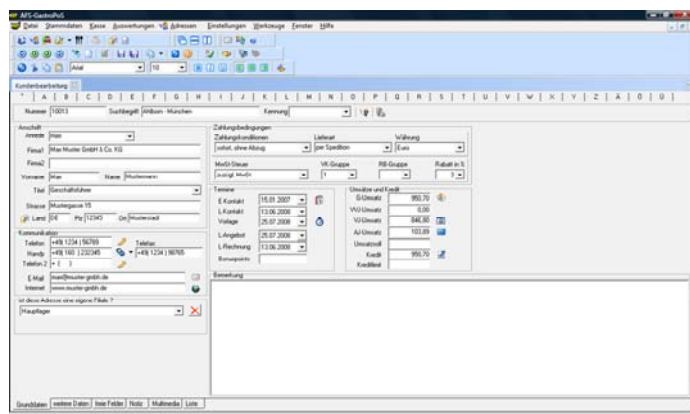 AFS-GastroPoS
Datei Stammdaten Kasse Auswertungen Adressen Einstellungen Werkzeuge Fenster Hilfe
Arial 10
Kundenbearbeitung
* A B C D E F G H I J K L M N O P Q R S T U V W X Y Z Ä Ö Ü
Nummer 10013 Suchbegriff München Kennung
Anschrift
Anrede
Firma1 Max Muster GmbH & Co. KG
Firma2
Vorname Max Name Mustermann
Titel Geschäftsführer
Strasse Mustergasse 15
Land DE Plz 12345 Ort Musterstadt
Kommunikation
Telefon +49( 1234 ) 56789 Telefax
Handy +49( 160 ) 232345 +49( 1234 ) 98765
Telefon 2 + ( )
E-Mail max@muster-gmbh.de
Internet www.muster-gmbh.de
Ist diese Adresse eine eigene Filiale ?
Hauptlager
Zahlungsbedingungen
Zahlungskonditionen Lieferart Währung
sofort, ohne Abzug per Spedition Euro
MwSt-Steuer VK-Gruppe RB-Gruppe Rabatt in %
zuzügl. MwSt 1 3
Termine
E.Kontakt 15.01.2007
L.Kontakt 13.06.2008
Vorlage 25.07.2008
L.Angebot 25.07.2008
L.Rechnung 13.06.2008
Bonuspunkte
Umsätze und Kredit
G-Umsatz 950,70
VVJ-Umsatz 0,00
VJ-Umsatz 846,80
AJ-Umsatz 103,89
Umsatzsoll
Kredit 950,70
Kreditlimit
Bemerkung
Grunddaten weitere Daten freie Felder Notiz Multimedia Liste